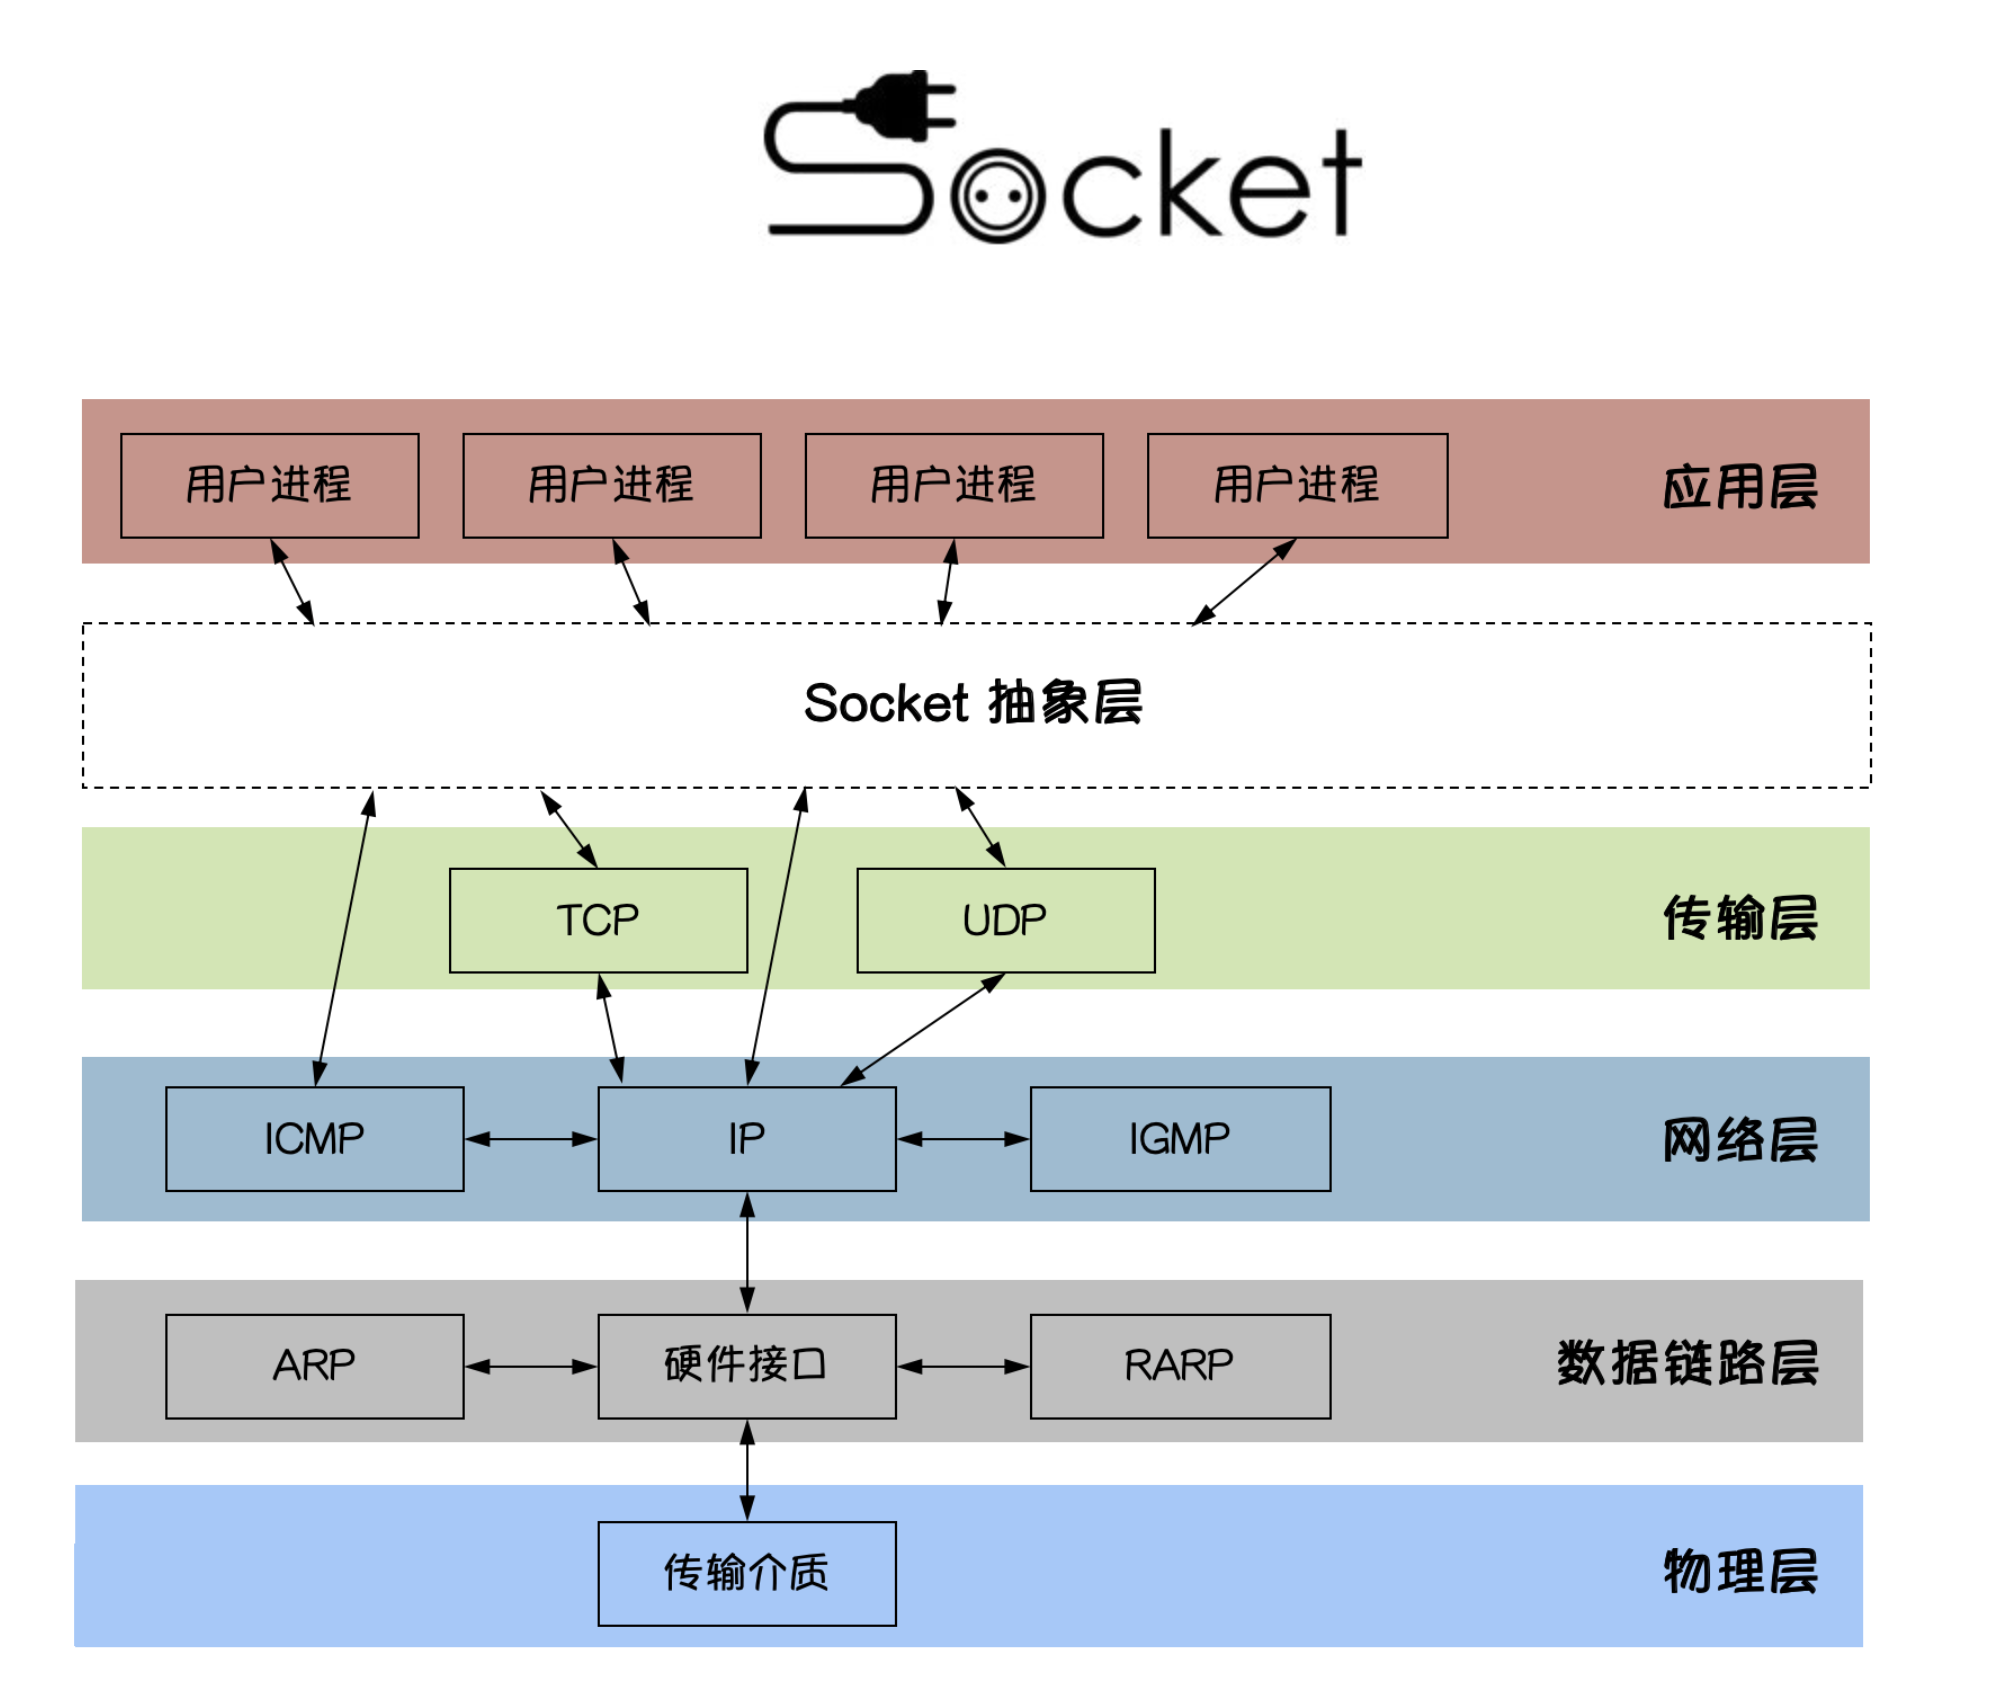 Socket
用户进程 用户进程 用户进程 用户进程 应用层
Socket 抽象层
TCP UDP 传输层
ICMP IP IGMP 网络层
ARP 硬件接口 RARP 数据链路层
传输介质 物理层